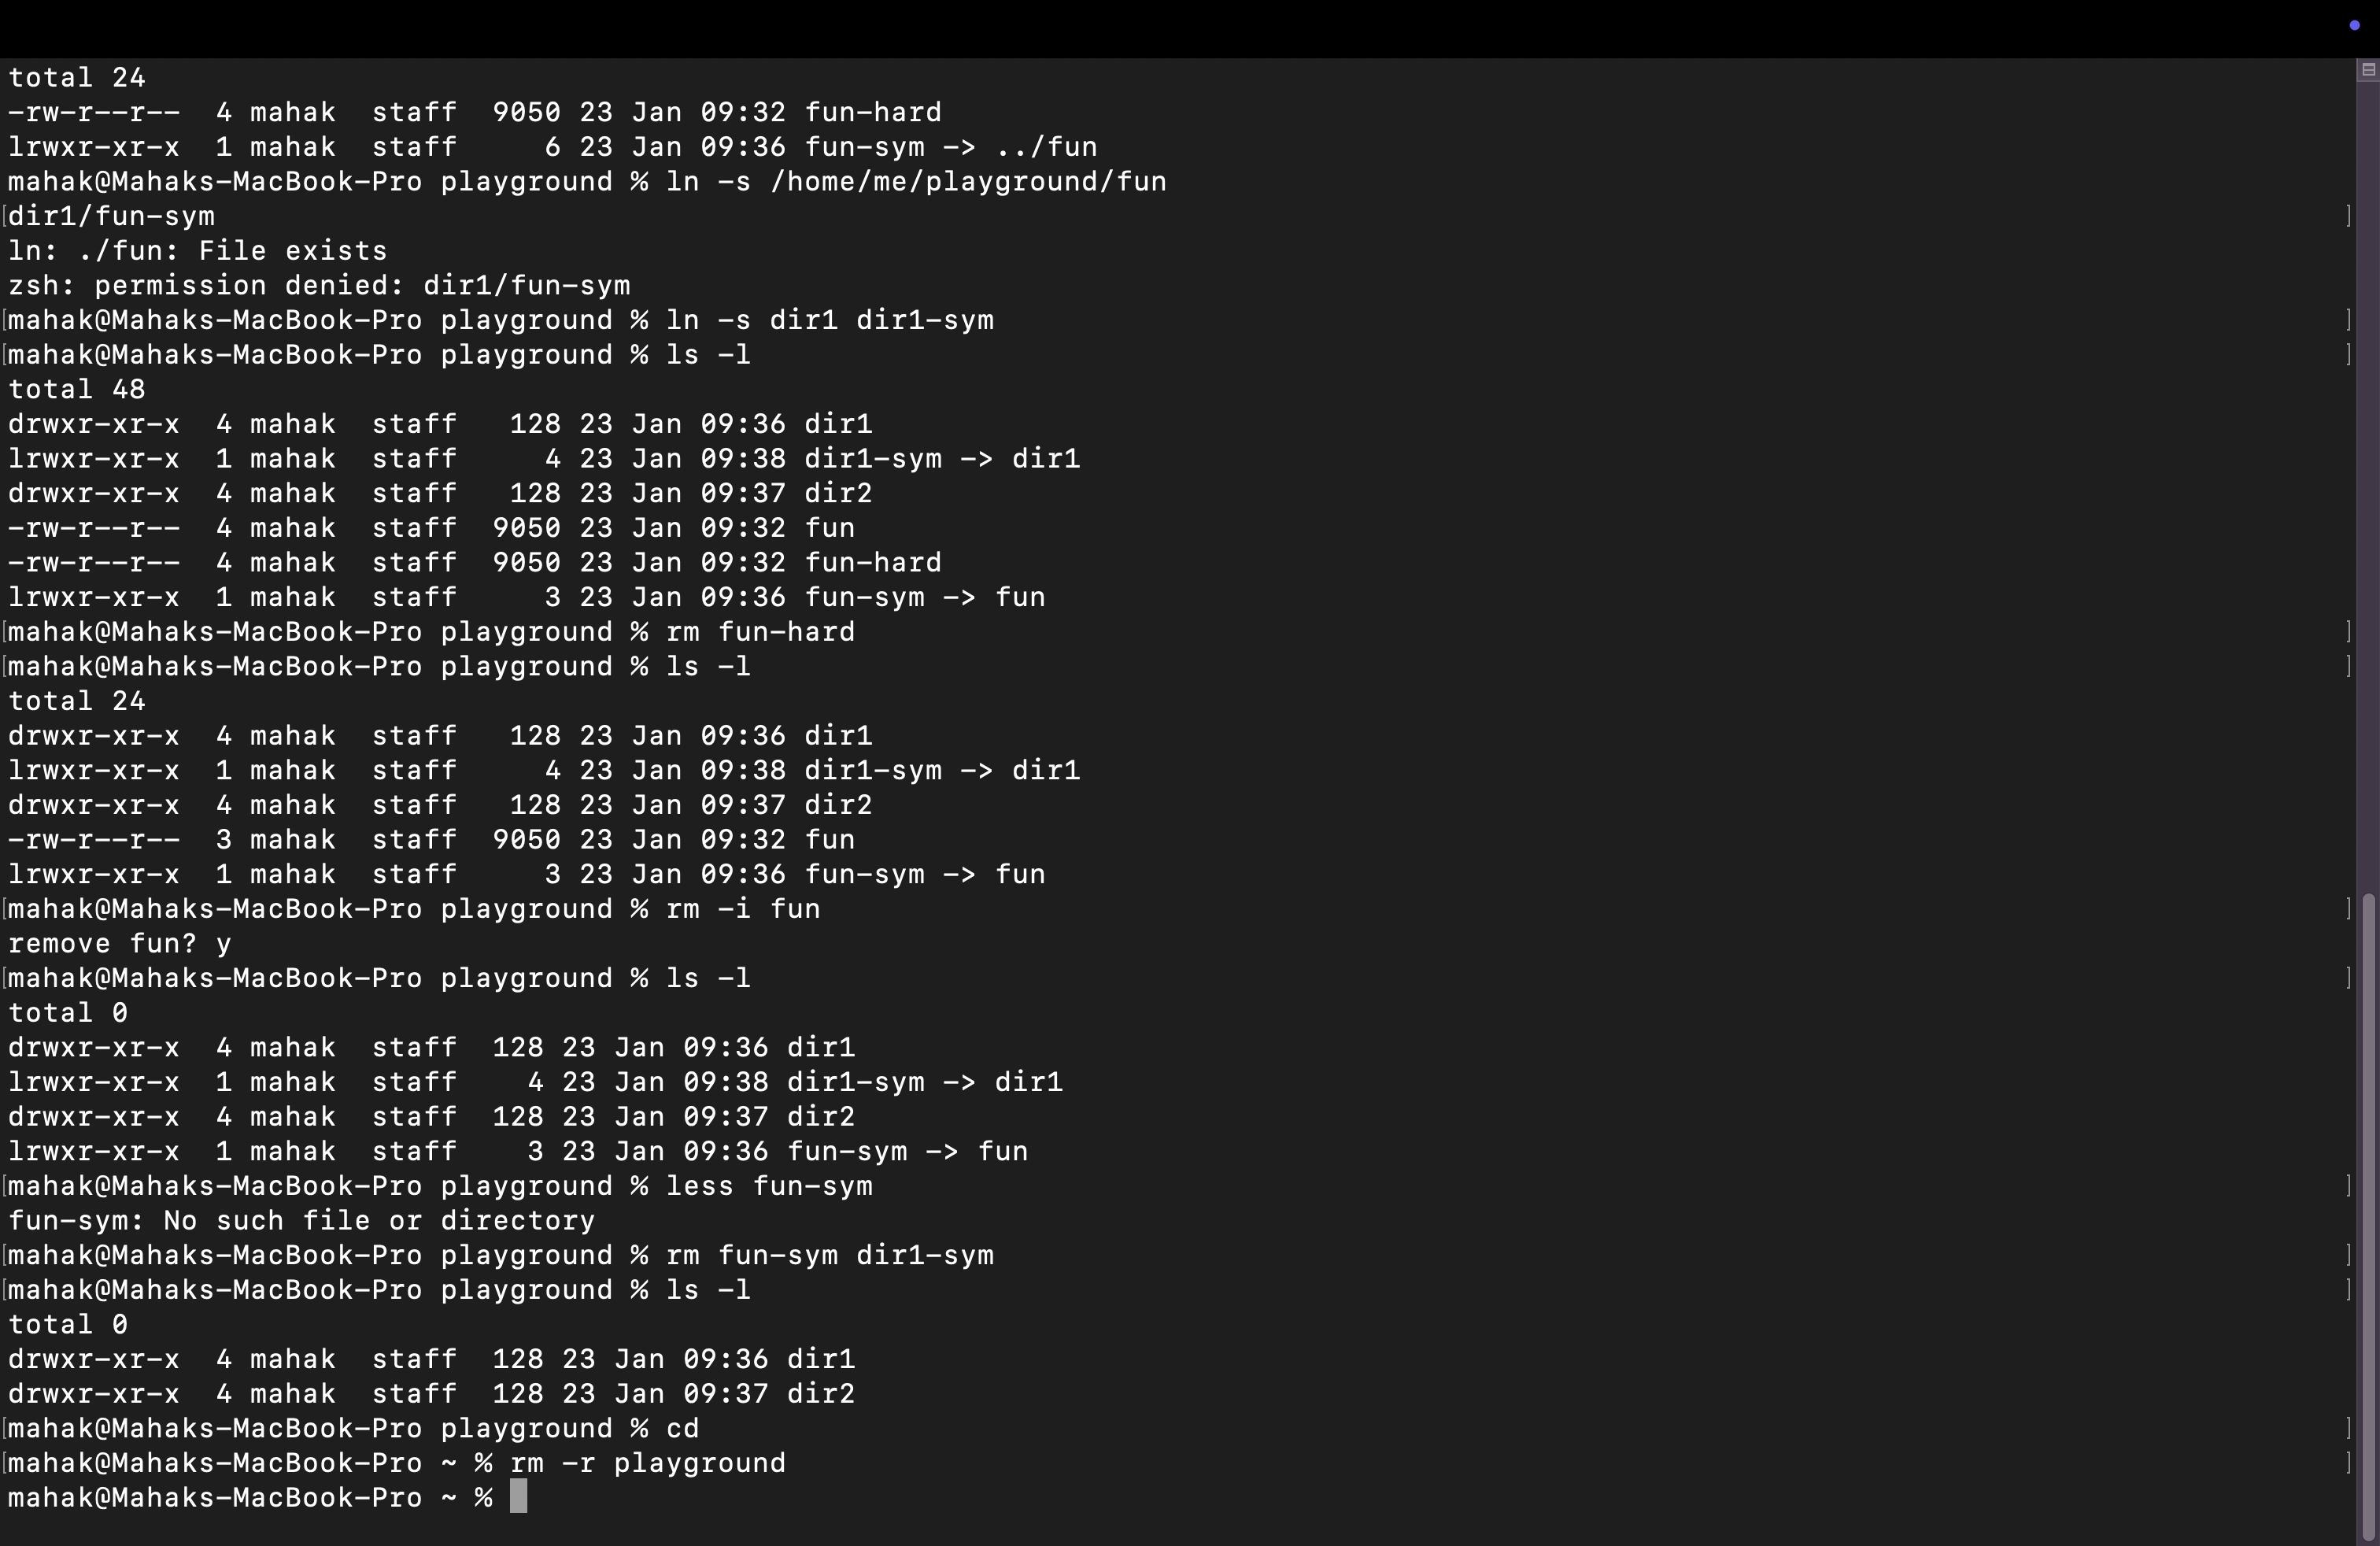 total 24
-rw-r--r--  4 mahak  staff  9050 23 Jan 09:32 fun-hard
lrwxr-xr-x  1 mahak  staff     6 23 Jan 09:36 fun-sym -> ../fun
mahak@Mahaks-MacBook-Pro playground % ln -s /home/me/playground/fun
[dir1/fun-sym ]
ln: ./fun: File exists
zsh: permission denied: dir1/fun-sym
[mahak@Mahaks-MacBook-Pro playground % ln -s dir1 dir1-sym ]
[mahak@Mahaks-MacBook-Pro playground % ls -l ]
total 48
drwxr-xr-x  4 mahak  staff   128 23 Jan 09:36 dir1
lrwxr-xr-x  1 mahak  staff     4 23 Jan 09:38 dir1-sym -> dir1
drwxr-xr-x  4 mahak  staff   128 23 Jan 09:37 dir2
-rw-r--r--  4 mahak  staff  9050 23 Jan 09:32 fun
-rw-r--r--  4 mahak  staff  9050 23 Jan 09:32 fun-hard
lrwxr-xr-x  1 mahak  staff     3 23 Jan 09:36 fun-sym -> fun
[mahak@Mahaks-MacBook-Pro playground % rm fun-hard ]
[mahak@Mahaks-MacBook-Pro playground % ls -l ]
total 24
drwxr-xr-x  4 mahak  staff   128 23 Jan 09:36 dir1
lrwxr-xr-x  1 mahak  staff     4 23 Jan 09:38 dir1-sym -> dir1
drwxr-xr-x  4 mahak  staff   128 23 Jan 09:37 dir2
-rw-r--r--  3 mahak  staff  9050 23 Jan 09:32 fun
lrwxr-xr-x  1 mahak  staff     3 23 Jan 09:36 fun-sym -> fun
[mahak@Mahaks-MacBook-Pro playground % rm -i fun ]
remove fun? y
[mahak@Mahaks-MacBook-Pro playground % ls -l ]
total 0
drwxr-xr-x  4 mahak  staff  128 23 Jan 09:36 dir1
lrwxr-xr-x  1 mahak  staff    4 23 Jan 09:38 dir1-sym -> dir1
drwxr-xr-x  4 mahak  staff  128 23 Jan 09:37 dir2
lrwxr-xr-x  1 mahak  staff    3 23 Jan 09:36 fun-sym -> fun
[mahak@Mahaks-MacBook-Pro playground % less fun-sym ]
fun-sym: No such file or directory
[mahak@Mahaks-MacBook-Pro playground % rm fun-sym dir1-sym ]
[mahak@Mahaks-MacBook-Pro playground % ls -l ]
total 0
drwxr-xr-x  4 mahak  staff  128 23 Jan 09:36 dir1
drwxr-xr-x  4 mahak  staff  128 23 Jan 09:37 dir2
[mahak@Mahaks-MacBook-Pro playground % cd ]
[mahak@Mahaks-MacBook-Pro ~ % rm -r playground ]
mahak@Mahaks-MacBook-Pro ~ %